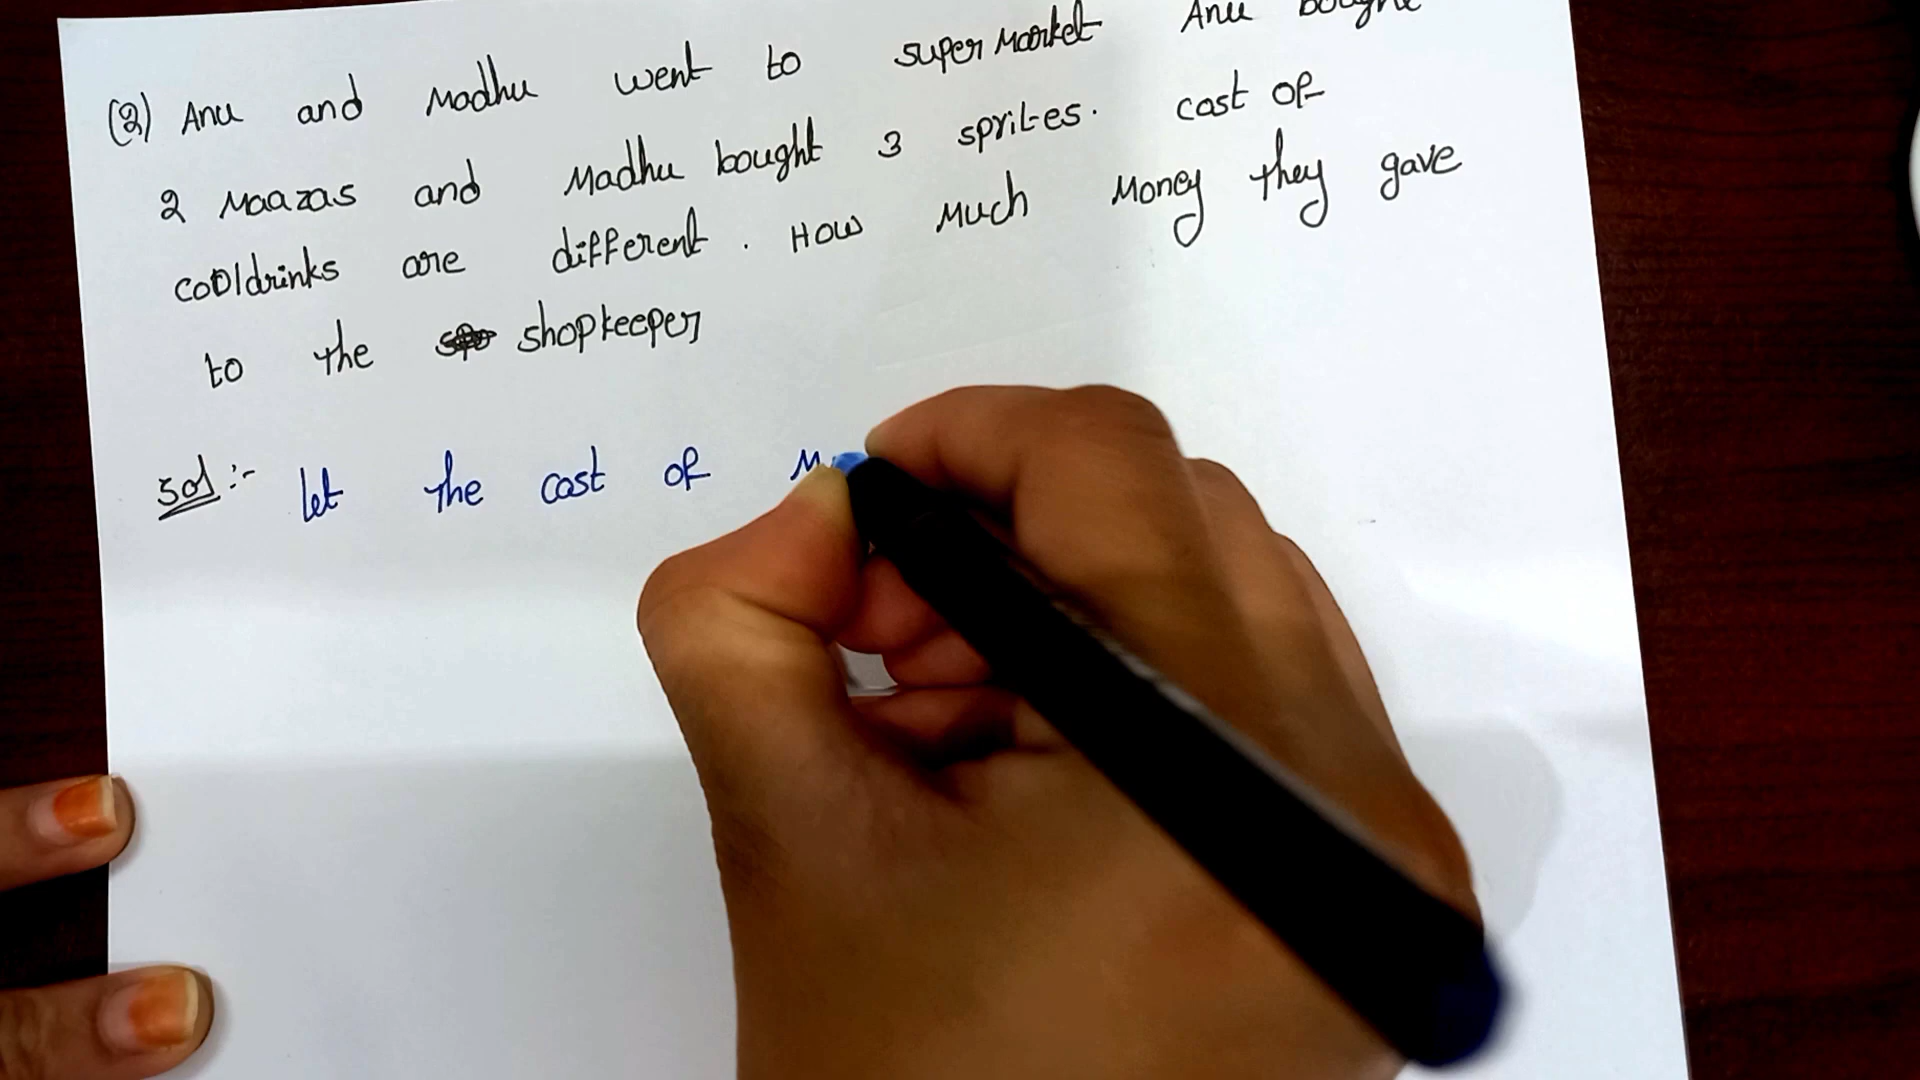 (2) Anu and Madhu went to super Market Anu bought
2 Maazas and Madhu bought 3 sprites. cost of
cooldrinks are different. How Much Money they gave
to the shopkeeper
Sol :- let the cost of